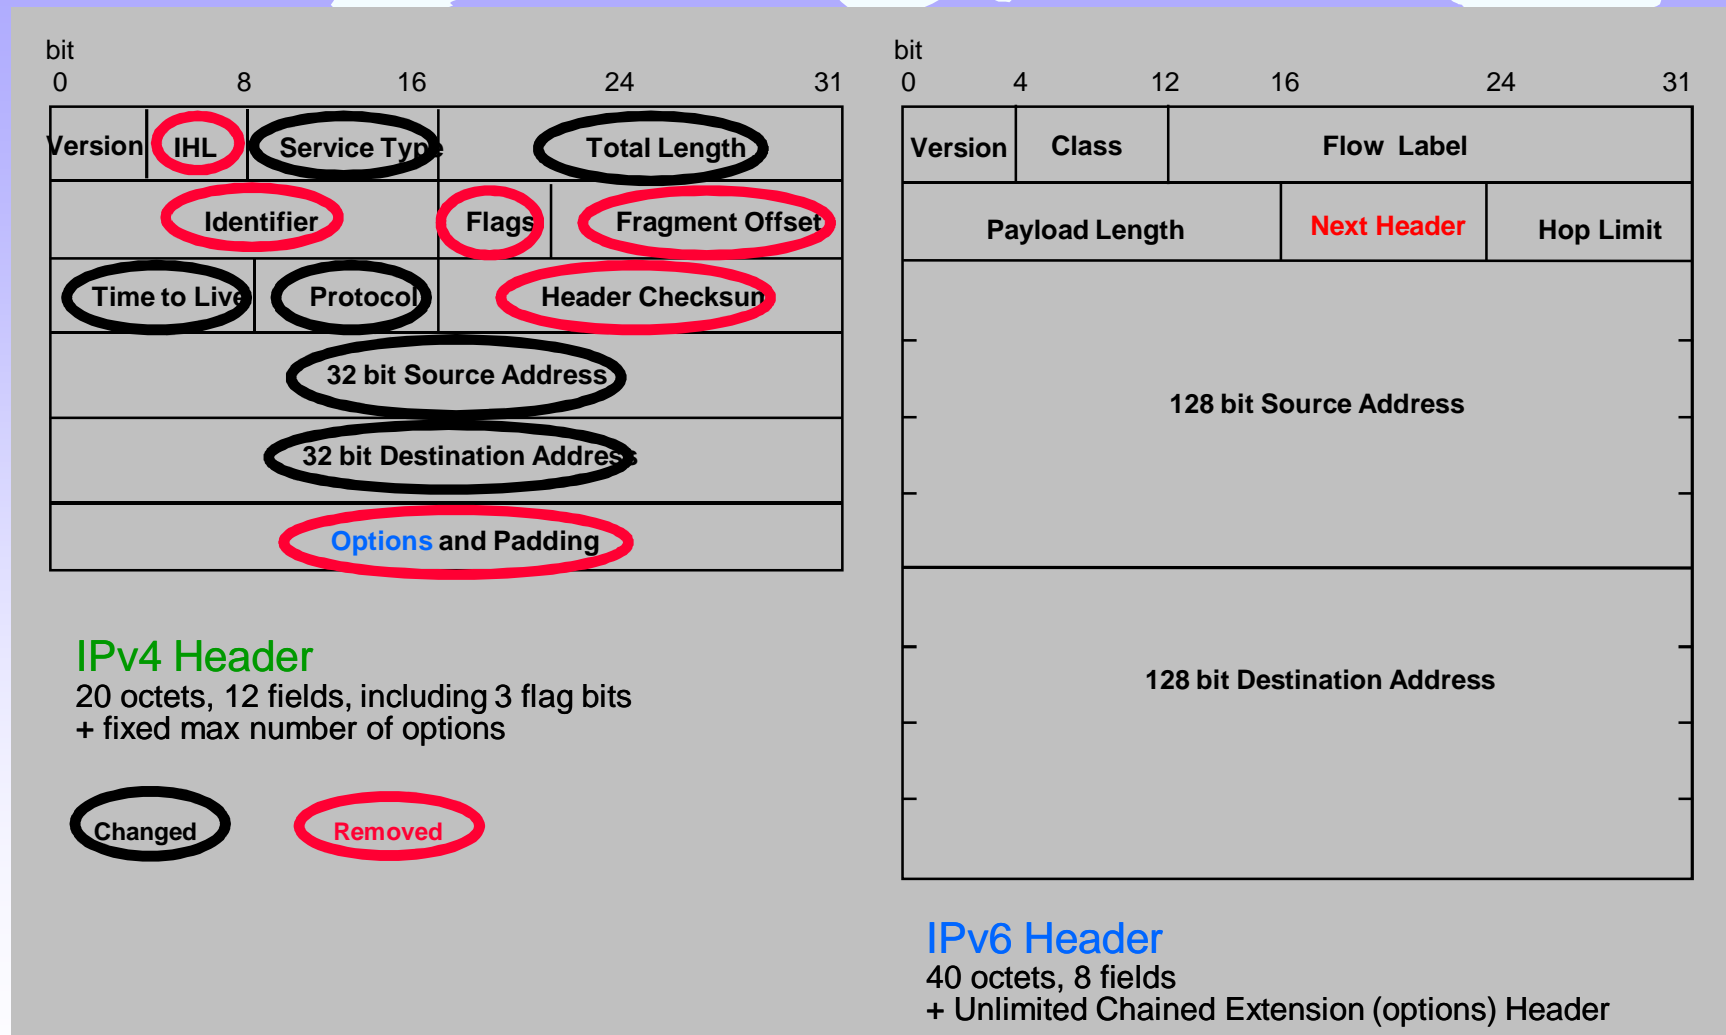 bit
0 8 16 24 31
Version IHL Service Type Total Length
Identifier Flags Fragment Offset
Time to Live Protocol Header Checksum
32 bit Source Address
32 bit Destination Address
Options and Padding
IPv4 Header
20 octets, 12 fields, including 3 flag bits
+ fixed max number of options
Changed Removed
bit
0 4 12 16 24 31
Version Class Flow Label
Payload Length Next Header Hop Limit
128 bit Source Address
128 bit Destination Address
IPv6 Header
40 octets, 8 fields
+ Unlimited Chained Extension (options) Header